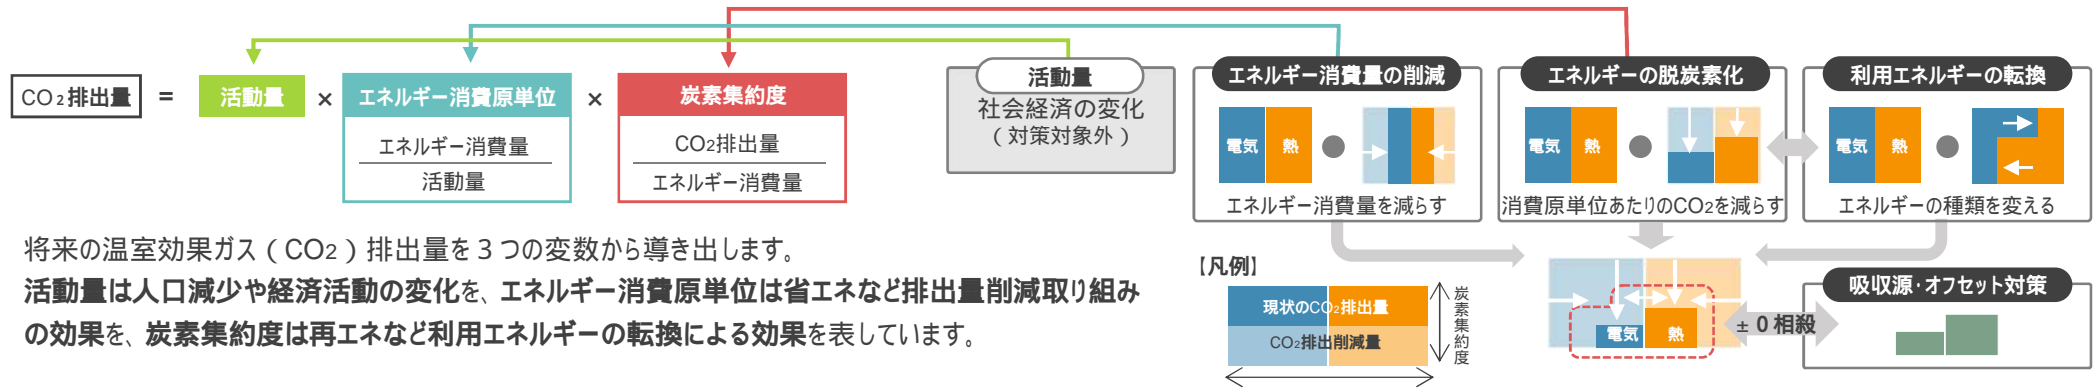 CO2排出量 = 活動量 × エネルギー消費原単位 × 炭素集約度
エネルギー消費量
活動量
CO2排出量
エネルギー消費量
活動量
社会経済の変化
（対策対象外）
エネルギー消費量の削減
電気 熱
エネルギー消費量を減らす
エネルギーの脱炭素化
電気 熱
消費原単位あたりのCO2を減らす
利用エネルギーの転換
電気 熱
エネルギーの種類を変える
将来の温室効果ガス（CO2）排出量を３つの変数から導き出します。
活動量は人口減少や経済活動の変化を、エネルギー消費原単位は省エネなど排出量削減取り組み
の効果を、炭素集約度は再エネなど利用エネルギーの転換による効果を表しています。
【凡例】
現状のCO2排出量
CO2排出削減量
炭素集約度
電気 熱
±０相殺
吸収源・オフセット対策